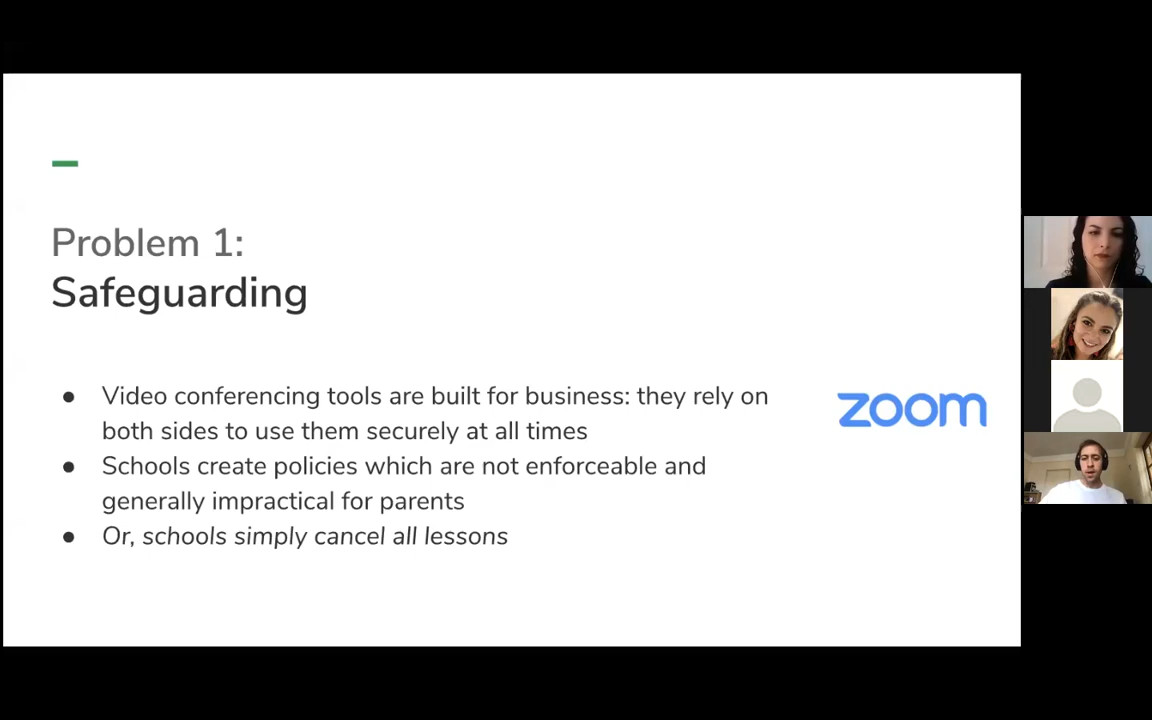 Problem 1:
Safeguarding
● Video conferencing tools are built for business: they rely on
both sides to use them securely at all times
● Schools create policies which are not enforceable and
generally impractical for parents
● Or, schools simply cancel all lessons
zoom